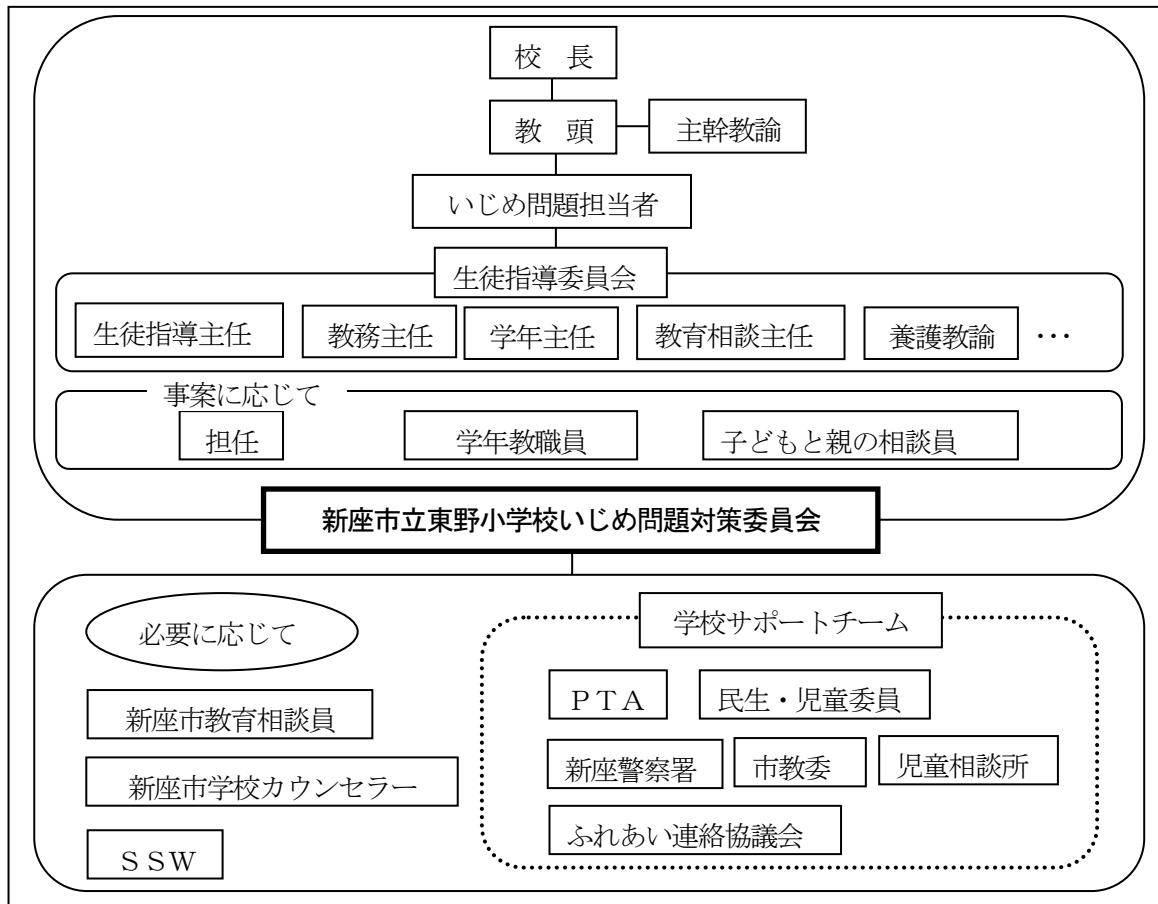 校　長
教　頭
主幹教諭
いじめ問題担当者
生徒指導委員会
生徒指導主任
教務主任
学年主任
教育相談主任
養護教諭
…
事案に応じて
担任
学年教職員
子どもと親の相談員
新座市立東野小学校いじめ問題対策委員会
必要に応じて
新座市教育相談員
新座市学校カウンセラー
ＳＳＷ
学校サポートチーム
ＰＴＡ
民生・児童委員
新座警察署
市教委
児童相談所
ふれあい連絡協議会